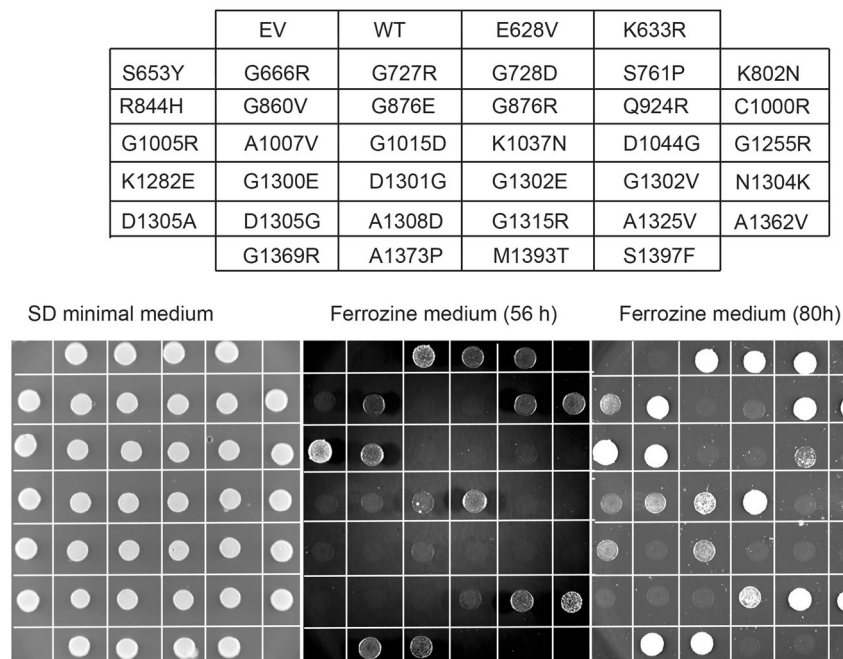 EV WT E628V K633R
S653Y G666R G727R G728D S761P K802N
R844H G860V G876E G876R Q924R C1000R
G1005R A1007V G1015D K1037N D1044G G1255R
K1282E G1300E D1301G G1302E G1302V N1304K
D1305A D1305G A1308D G1315R A1325V A1362V
G1369R A1373P M1393T S1397F
SD minimal medium Ferrozine medium (56 h) Ferrozine medium (80h)